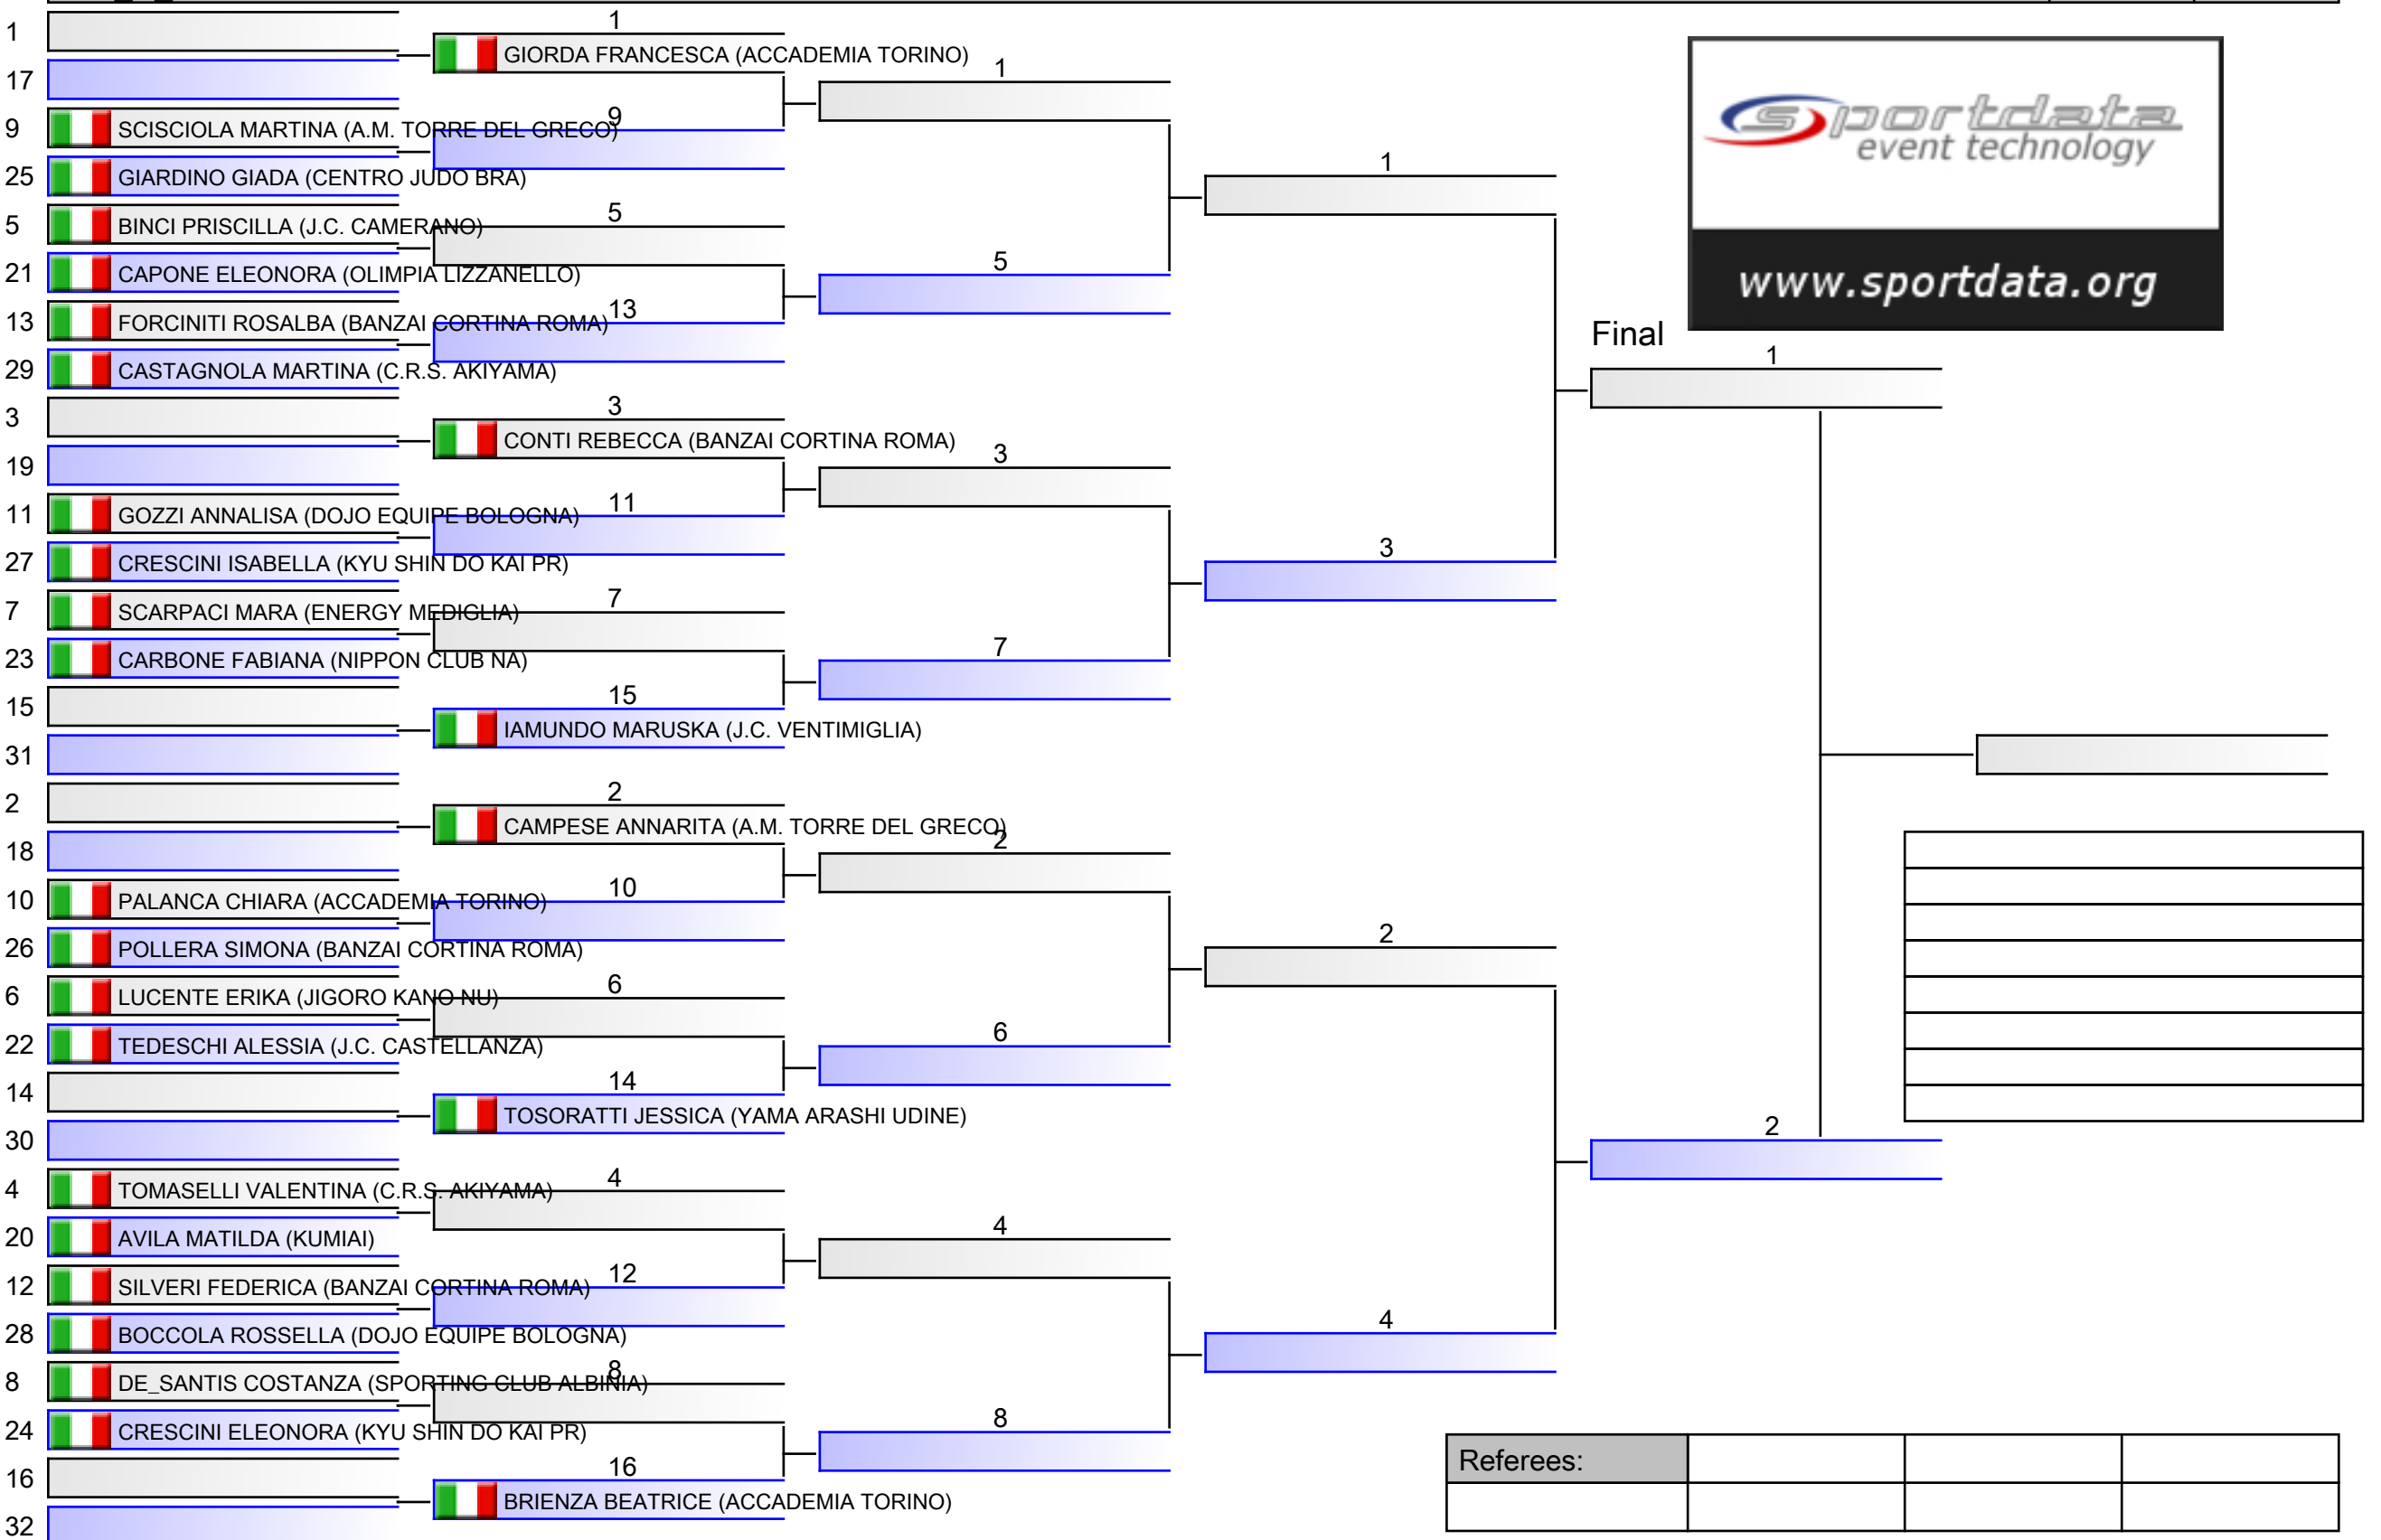 1
1
GIORDA FRANCESCA (ACCADEMIA TORINO)
17
1
9
SCISCIOLA MARTINA (A.M. TORRE DEL GRECO)
9
25
GIARDINO GIADA (CENTRO JUDO BRA)
1
5
BINCI PRISCILLA (J.C. CAMERANO)
5
21
CAPONE ELEONORA (OLIMPIA LIZZANELLO)
5
13
FORCINITI ROSALBA (BANZAI CORTINA ROMA)
13
29
CASTAGNOLA MARTINA (C.R.S. AKIYAMA)
sportdata
event technology
www.sportdata.org
Final
1
3
3
CONTI REBECCA (BANZAI CORTINA ROMA)
19
3
11
GOZZI ANNALISA (DOJO EQUIPE BOLOGNA)
11
27
CRESCINI ISABELLA (KYU SHIN DO KAI PR)
3
7
SCARPACI MARA (ENERGY MEDIGLIA)
7
23
CARBONE FABIANA (NIPPON CLUB NA)
7
15
15
IAMUNDO MARUSKA (J.C. VENTIMIGLIA)
31
2
2
CAMPESE ANNARITA (A.M. TORRE DEL GRECO)
18
2
10
PALANCA CHIARA (ACCADEMIA TORINO)
10
26
POLLERA SIMONA (BANZAI CORTINA ROMA)
2
6
LUCENTE ERIKA (JIGORO KANO NU)
6
22
TEDESCHI ALESSIA (J.C. CASTELLANZA)
6
14
14
TOSORATTI JESSICA (YAMA ARASHI UDINE)
30
2
4
TOMASELLI VALENTINA (C.R.S. AKIYAMA)
4
20
AVILA MATILDA (KUMIAI)
4
12
SILVERI FEDERICA (BANZAI CORTINA ROMA)
12
28
BOCCOLA ROSSELLA (DOJO EQUIPE BOLOGNA)
4
8
DE_SANTIS COSTANZA (SPORTING CLUB ALBINIA)
8
24
CRESCINI ELEONORA (KYU SHIN DO KAI PR)
8
16
16
BRIENZA BEATRICE (ACCADEMIA TORINO)
32
Referees: